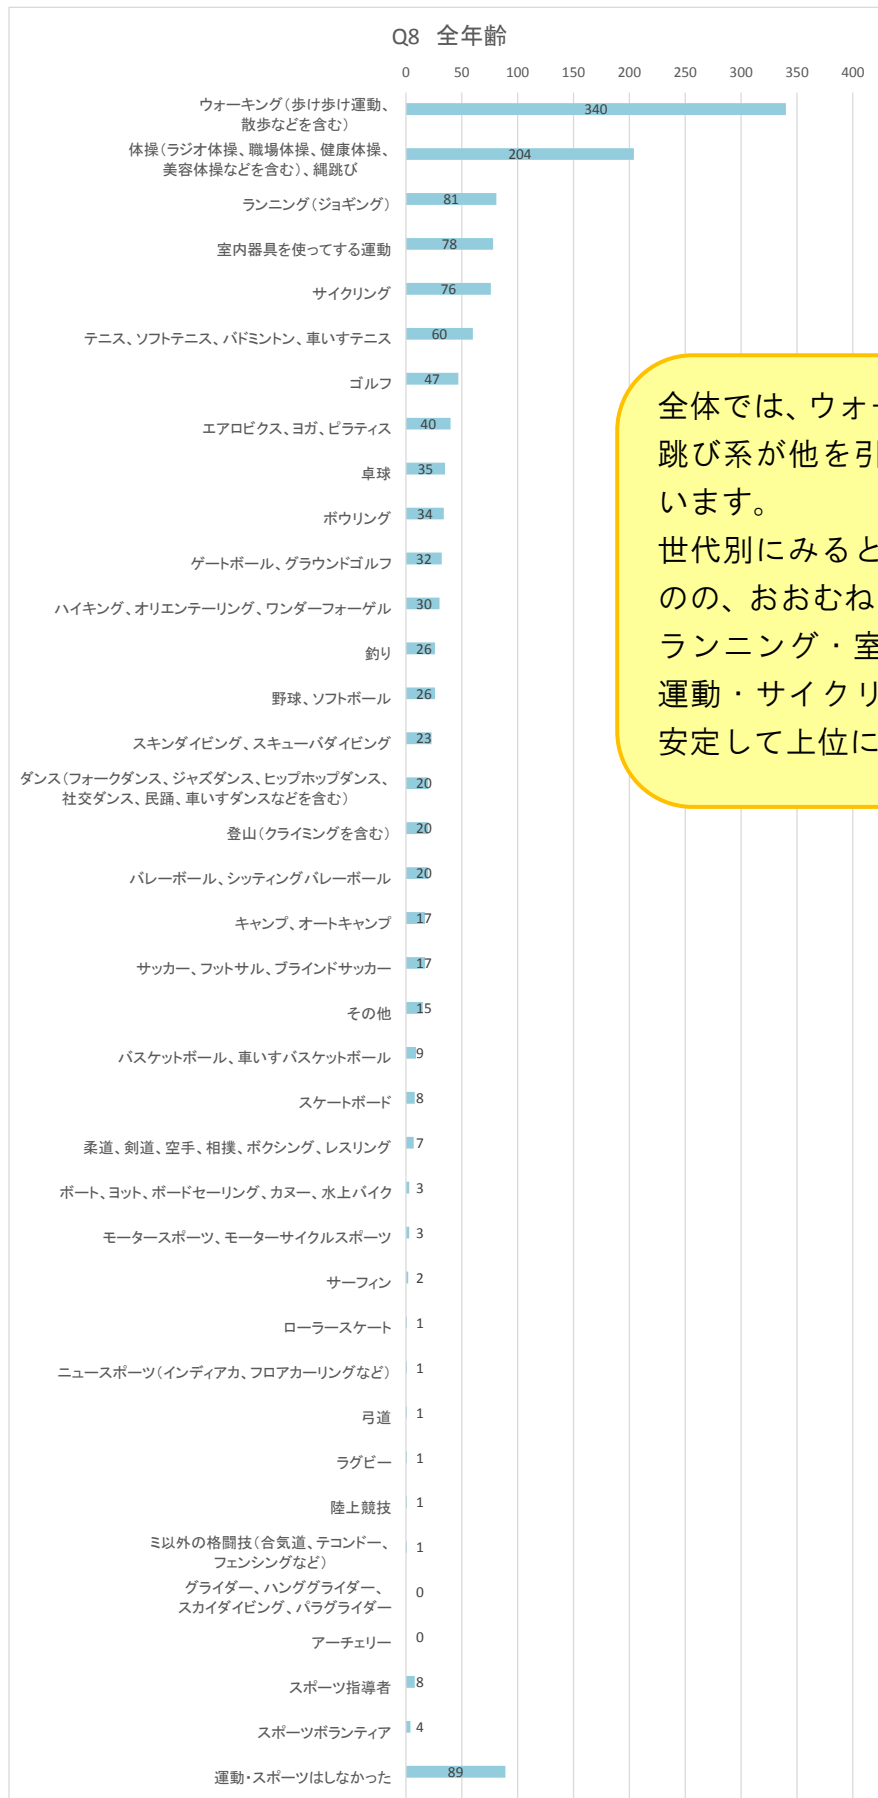 Q8 全年齢
0 50 100 150 200 250 300 350 400
ウォーキング（歩け歩け運動、
散歩などを含む）
340
体操（ラジオ体操、職場体操、健康体操、
美容体操などを含む）、縄跳び
204
ランニング（ジョギング）
81
室内器具を使ってする運動
78
サイクリング
76
テニス、ソフトテニス、バドミントン、車いすテニス
60
ゴルフ
47
エアロビクス、ヨガ、ピラティス
40
卓球
35
ボウリング
34
ゲートボール、グラウンドゴルフ
32
ハイキング、オリエンテーリング、ワンダーフォーゲル
30
釣り
26
野球、ソフトボール
26
スキンダイビング、スキューバダイビング
23
ダンス（フォークダンス、ジャズダンス、ヒップホップダンス、
社交ダンス、民踊、車いすダンスなどを含む）
20
登山（クライミングを含む）
20
バレーボール、シッティングバレーボール
20
キャンプ、オートキャンプ
17
サッカー、フットサル、ブラインドサッカー
17
その他
15
バスケットボール、車いすバスケットボール
9
スケートボード
8
柔道、剣道、空手、相撲、ボクシング、レスリング
7
ボート、ヨット、ボードセーリング、カヌー、水上バイク
3
モータースポーツ、モーターサイクルスポーツ
3
サーフィン
2
ローラースケート
1
ニュースポーツ（インディアカ、フロアカーリングなど）
1
弓道
1
ラグビー
1
陸上競技
1
ミ以外の格闘技（合気道、テコンドー、
フェンシングなど）
1
グライダー、ハンググライダー、
スカイダイビング、パラグライダー
0
アーチェリー
0
スポーツ指導者
8
スポーツボランティア
4
運動・スポーツはしなかった
89
全体では、ウォー
跳び系が他を引
います。
世代別にみると
のの、おおむね
ランニング・室
運動・サイクリ
安定して上位に